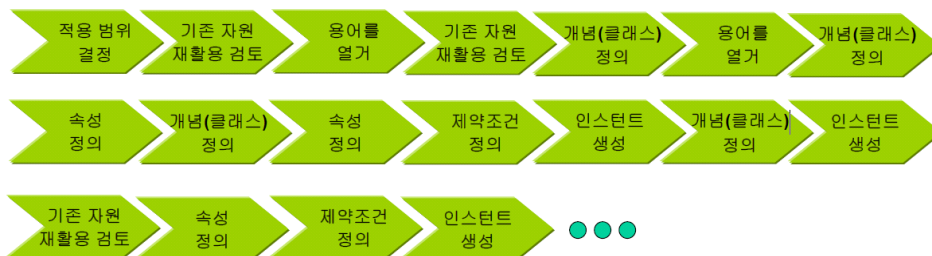 적용 범위
결정
기존 자원
재활용 검토
용어를
열거
기존 자원
재활용 검토
개념(클래스)
정의
용어를
열거
개념(클래스)
정의
속성
정의
개념(클래스)
정의
속성
정의
제약조건
정의
인스턴트
생성
개념(클래스)
정의
인스턴트
생성
기존 자원
재활용 검토
속성
정의
제약조건
정의
인스턴트
생성